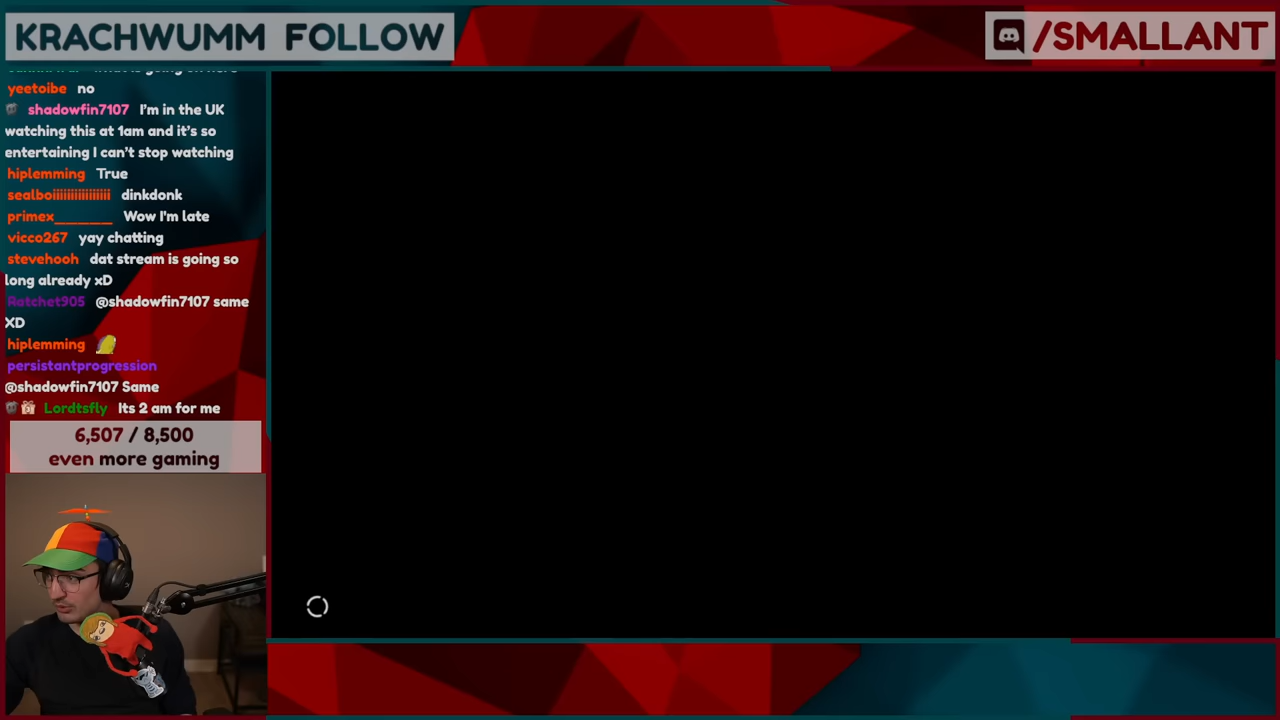 KRACHWUMM FOLLOW
/SMALLANT
yeetoibe no
shadowfin7107 I'm in the UK
watching this at 1am and it's so
entertaining I can't stop watching
hiplemming True
sealboiiiiiiiiiiiiiiiii dinkdonk
primex______ Wow I'm late
vicco267 yay chatting
stevehooh dat stream is going so
long already xD
Ratchet905 @shadowfin7107 same
XD
hiplemming
persistantprogression
@shadowfin7107 Same
Lordtsfly Its 2 am for me
6,507 / 8,500
even more gaming